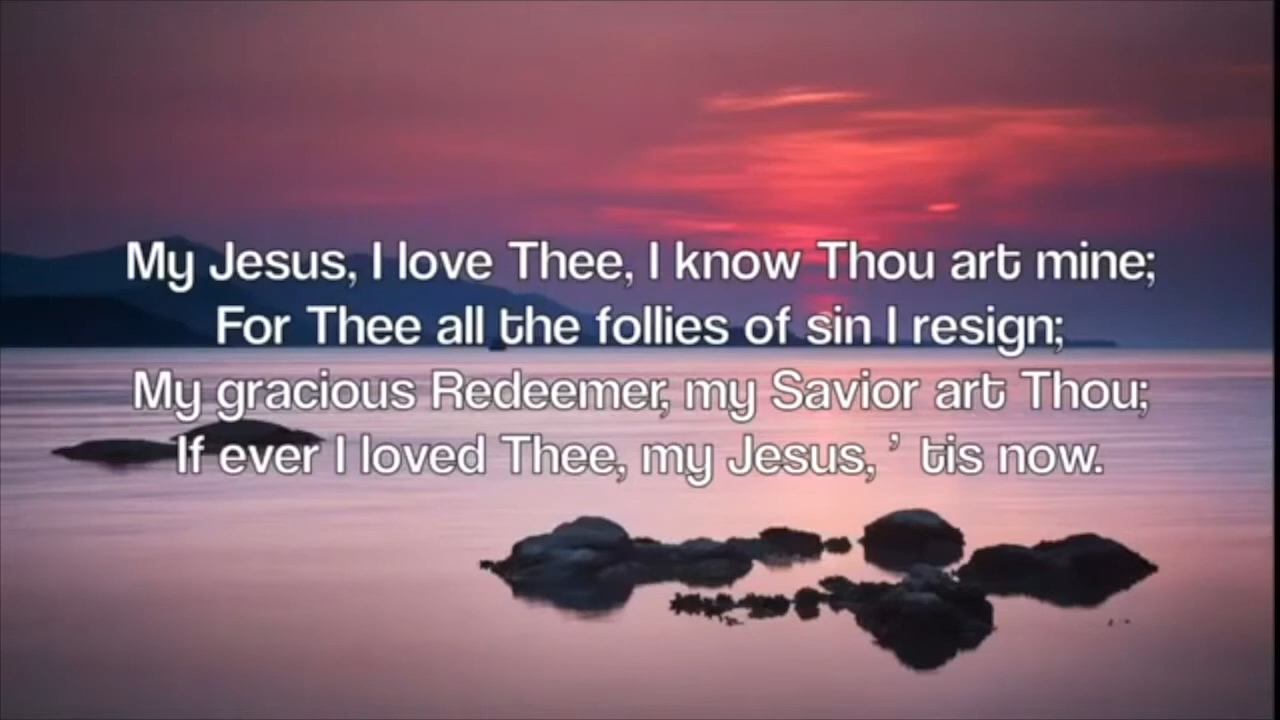 My Jesus, I love Thee, I know Thou art mine;
For Thee all the follies of sin I resign;
My gracious Redeemer, my Savior art Thou;
If ever I loved Thee, my Jesus, ’ tis now.